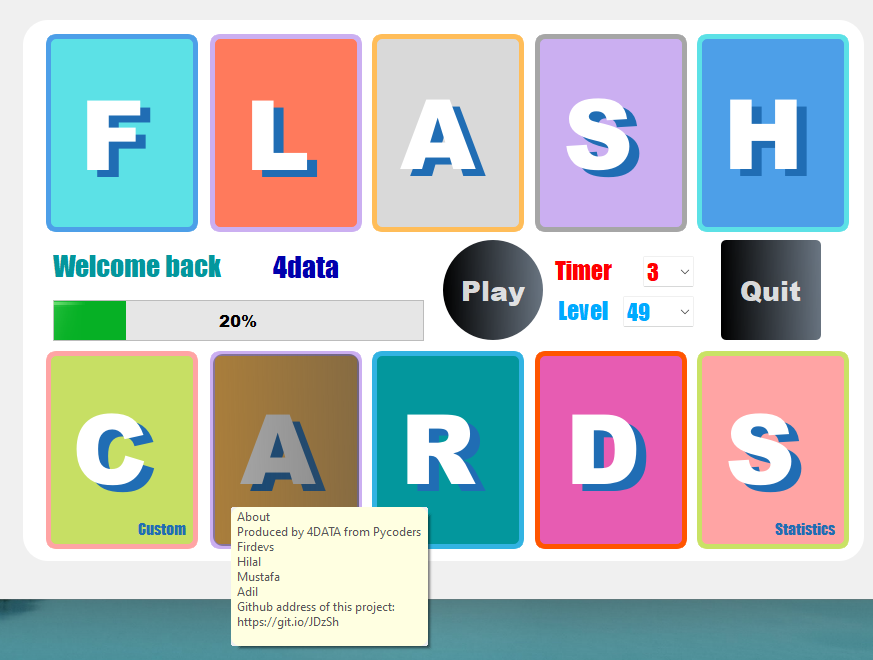 F L A S H
Welcome back 4data
20%
Play
Timer 3
Level 49
Quit
C A R D S
Custom
Statistics
About
Produced by 4DATA from Pycoders
Firdevs
Hilal
Mustafa
Adil
Github address of this project:
https://git.io/JDzSh